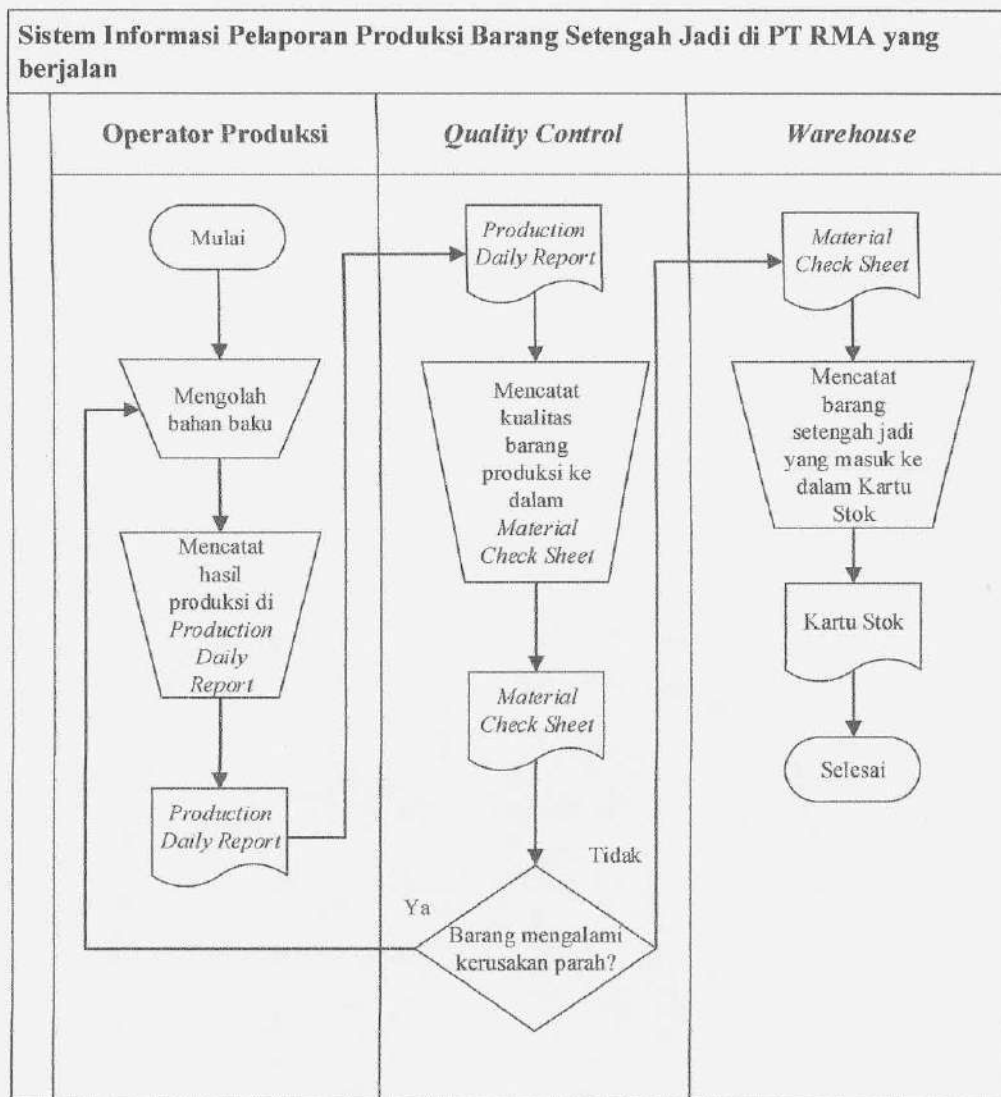 Sistem Informasi Pelaporan Produksi Barang Setengah Jadi di PT RMA yang
berjalan
Operator Produksi
Quality Control
Warehouse
Mulai
Mengolah
bahan baku
Mencatat
hasil
produksi di
Production
Daily
Report
Production
Daily Report
Production
Daily Report
Mencatat
kualitas
barang
produksi ke
dalam
Material
Check Sheet
Material
Check Sheet
Ya
Tidak
Barang mengalami
kerusakan parah?
Material
Check Sheet
Mencatat
barang
setengah jadi
yang masuk ke
dalam Kartu
Stok
Kartu Stok
Selesai